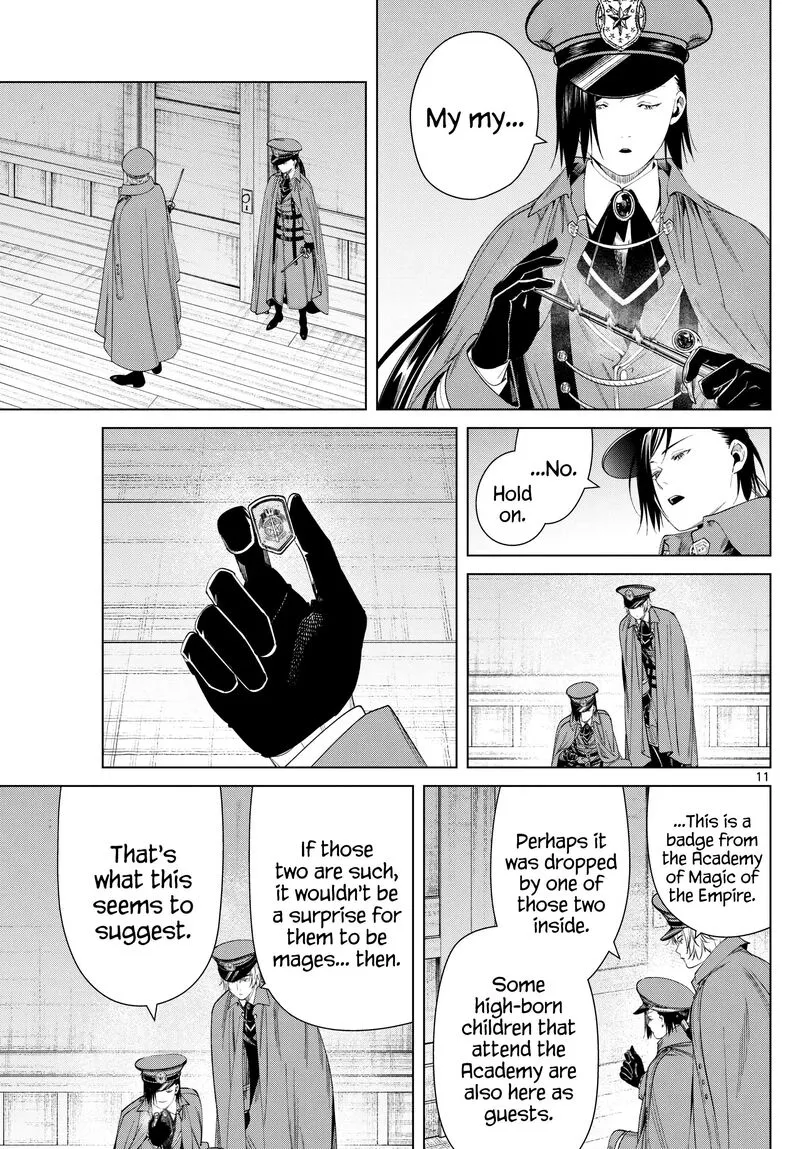 My my...
...No.
Hold
on.
11
...This is a
badge from
the Academy
of Magic of
the Empire.
Perhaps it
was dropped
by one of
those two
inside.
Some
high-born
children that
attend the
Academy are
also here as
guests.
If those
two are such,
it wouldn't be
a surprise for
them to be
mages... then.
That's
what this
seems to
suggest.